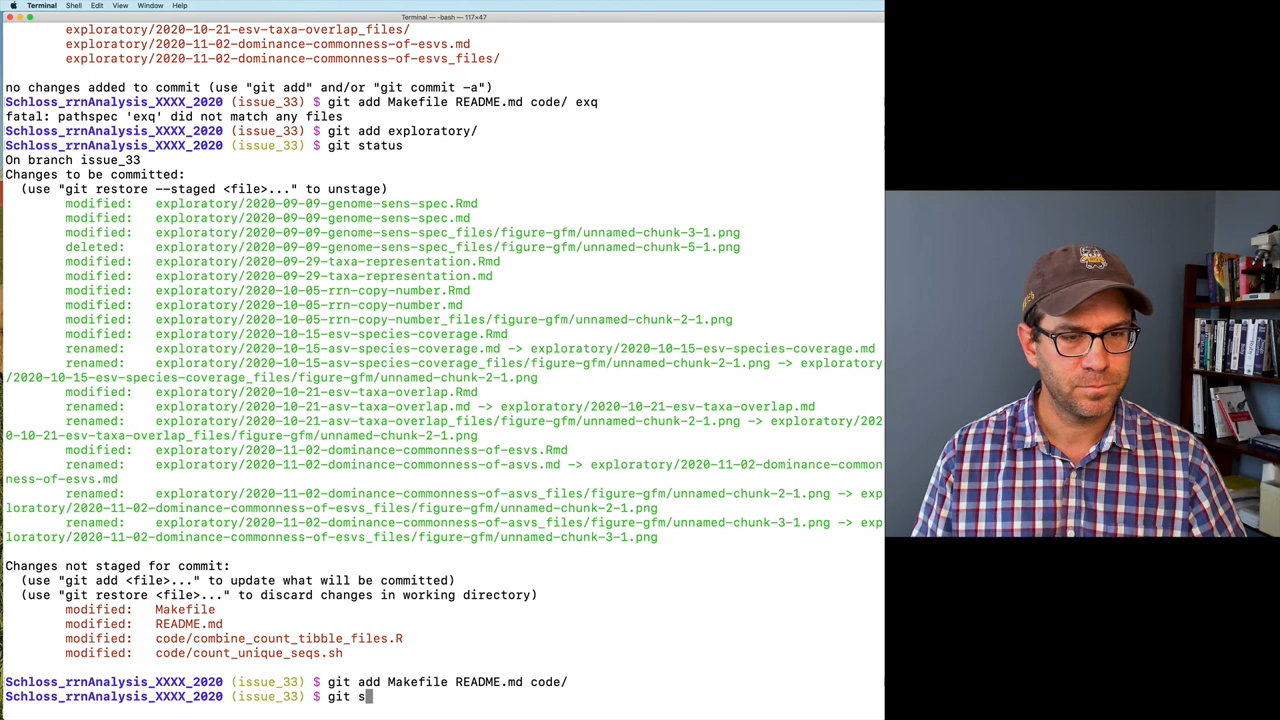 Terminal Shell Edit View Window Help
Terminal — -bash — 117×47
exploratory/2020-10-21-esv-taxa-overlap_files/
exploratory/2020-11-02-dominance-commonness-of-esvs.md
exploratory/2020-11-02-dominance-commonness-of-esvs_files/
no changes added to commit (use "git add" and/or "git commit -a")
Schloss_rrnAnalysis_XXXX_2020 (issue_33) $ git add Makefile README.md code/ exq
fatal: pathspec 'exq' did not match any files
Schloss_rrnAnalysis_XXXX_2020 (issue_33) $ git add exploratory/
Schloss_rrnAnalysis_XXXX_2020 (issue_33) $ git status
On branch issue_33
Changes to be committed:
(use "git restore --staged <file>..." to unstage)
modified: exploratory/2020-09-09-genome-sens-spec.Rmd
modified: exploratory/2020-09-09-genome-sens-spec.md
modified: exploratory/2020-09-09-genome-sens-spec_files/figure-gfm/unnamed-chunk-3-1.png
deleted: exploratory/2020-09-09-genome-sens-spec_files/figure-gfm/unnamed-chunk-5-1.png
modified: exploratory/2020-09-29-taxa-representation.Rmd
modified: exploratory/2020-09-29-taxa-representation.md
modified: exploratory/2020-10-05-rrn-copy-number.Rmd
modified: exploratory/2020-10-05-rrn-copy-number.md
modified: exploratory/2020-10-05-rrn-copy-number_files/figure-gfm/unnamed-chunk-2-1.png
modified: exploratory/2020-10-15-esv-species-coverage.Rmd
renamed: exploratory/2020-10-15-asv-species-coverage.md -> exploratory/2020-10-15-esv-species-coverage.md
renamed: exploratory/2020-10-15-asv-species-coverage_files/figure-gfm/unnamed-chunk-2-1.png -> exploratory
/2020-10-15-esv-species-coverage_files/figure-gfm/unnamed-chunk-2-1.png
modified: exploratory/2020-10-21-esv-taxa-overlap.Rmd
renamed: exploratory/2020-10-21-asv-taxa-overlap.md -> exploratory/2020-10-21-esv-taxa-overlap.md
renamed: exploratory/2020-10-21-asv-taxa-overlap_files/figure-gfm/unnamed-chunk-2-1.png -> exploratory/202
0-10-21-esv-taxa-overlap_files/figure-gfm/unnamed-chunk-2-1.png
modified: exploratory/2020-11-02-dominance-commonness-of-esvs.Rmd
renamed: exploratory/2020-11-02-dominance-commonness-of-asvs.md -> exploratory/2020-11-02-dominance-common
ness-of-esvs.md
renamed: exploratory/2020-11-02-dominance-commonness-of-asvs_files/figure-gfm/unnamed-chunk-2-1.png -> exp
loratory/2020-11-02-dominance-commonness-of-esvs_files/figure-gfm/unnamed-chunk-2-1.png
renamed: exploratory/2020-11-02-dominance-commonness-of-asvs_files/figure-gfm/unnamed-chunk-3-1.png -> exp
loratory/2020-11-02-dominance-commonness-of-esvs_files/figure-gfm/unnamed-chunk-3-1.png
Changes not staged for commit:
(use "git add <file>..." to update what will be committed)
(use "git restore <file>..." to discard changes in working directory)
modified: Makefile
modified: README.md
modified: code/combine_count_tibble_files.R
modified: code/count_unique_seqs.sh
Schloss_rrnAnalysis_XXXX_2020 (issue_33) $ git add Makefile README.md code/
Schloss_rrnAnalysis_XXXX_2020 (issue_33) $ git s